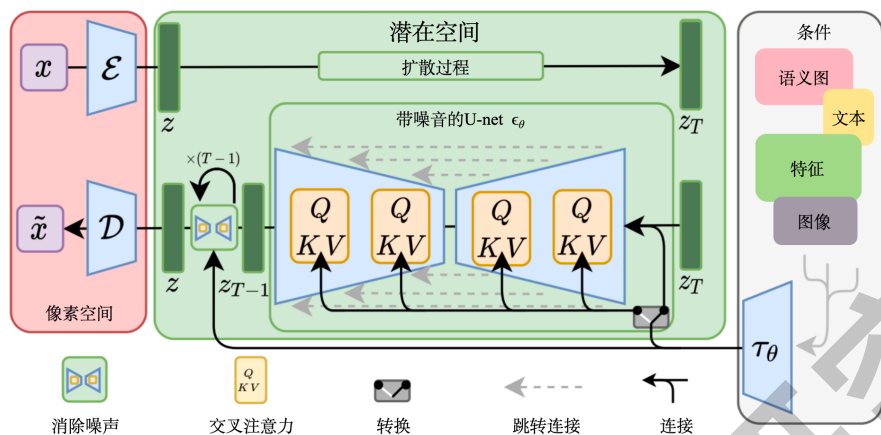 潜在空间
条件
x
ℰ
扩散过程
语义图
文本
z
z_T
带噪音的U-net ϵ_θ
特征
×(T−1)
Q
KV
Q
KV
Q
KV
Q
KV
图像
x̃
𝒟
z
z_{T−1}
z_T
像素空间
τ_θ
Q
KV
消除噪声
交叉注意力
转换
跳转连接
连接